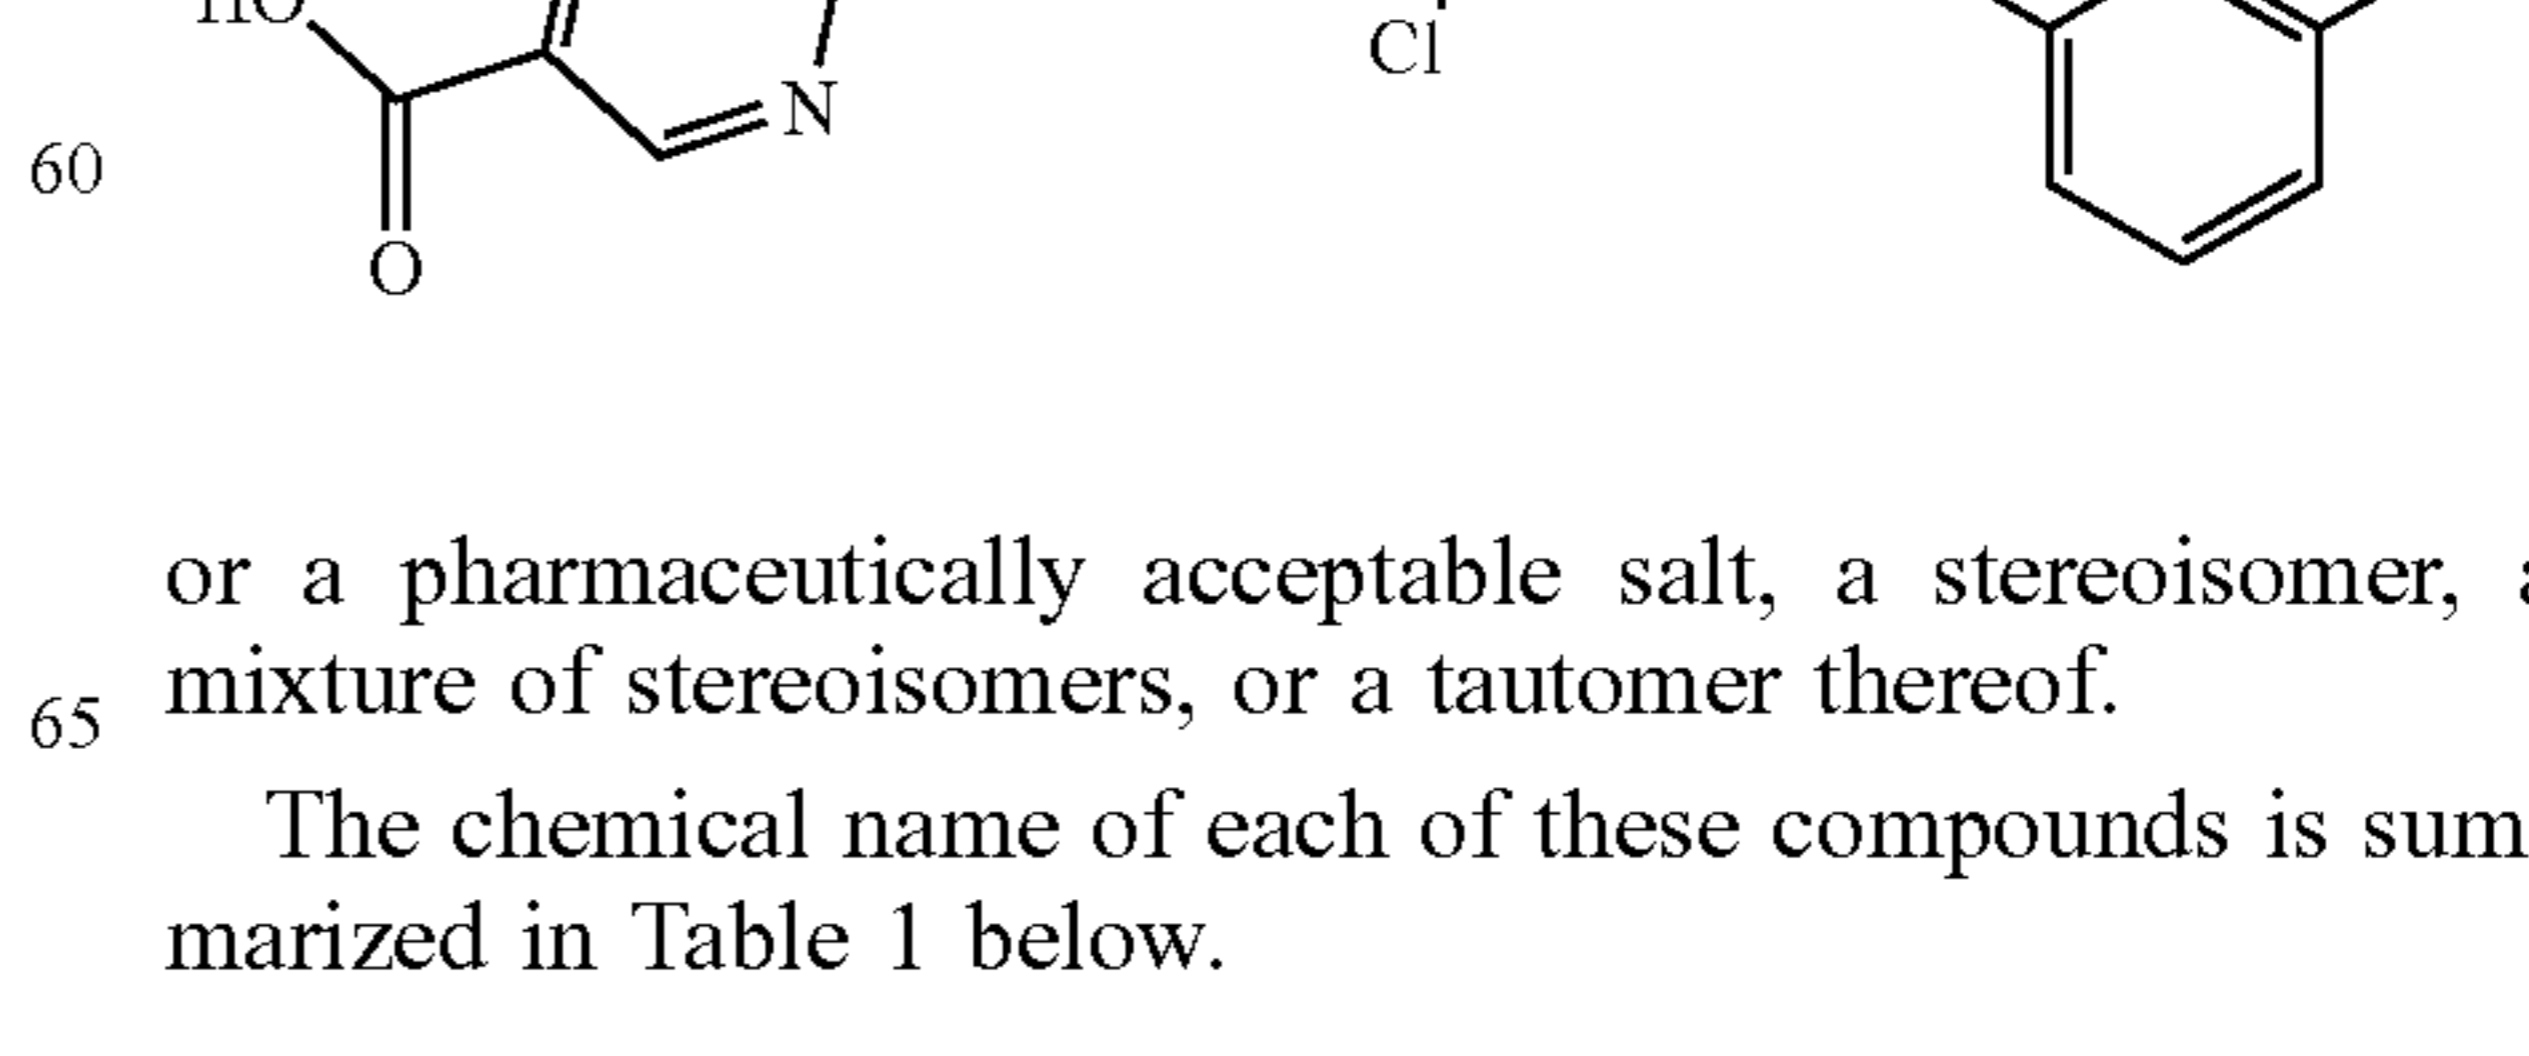 HO
Cl
N
60
O
or a pharmaceutically acceptable salt, a stereoisomer, a
mixture of stereoisomers, or a tautomer thereof.
65
The chemical name of each of these compounds is sum
marized in Table 1 below.